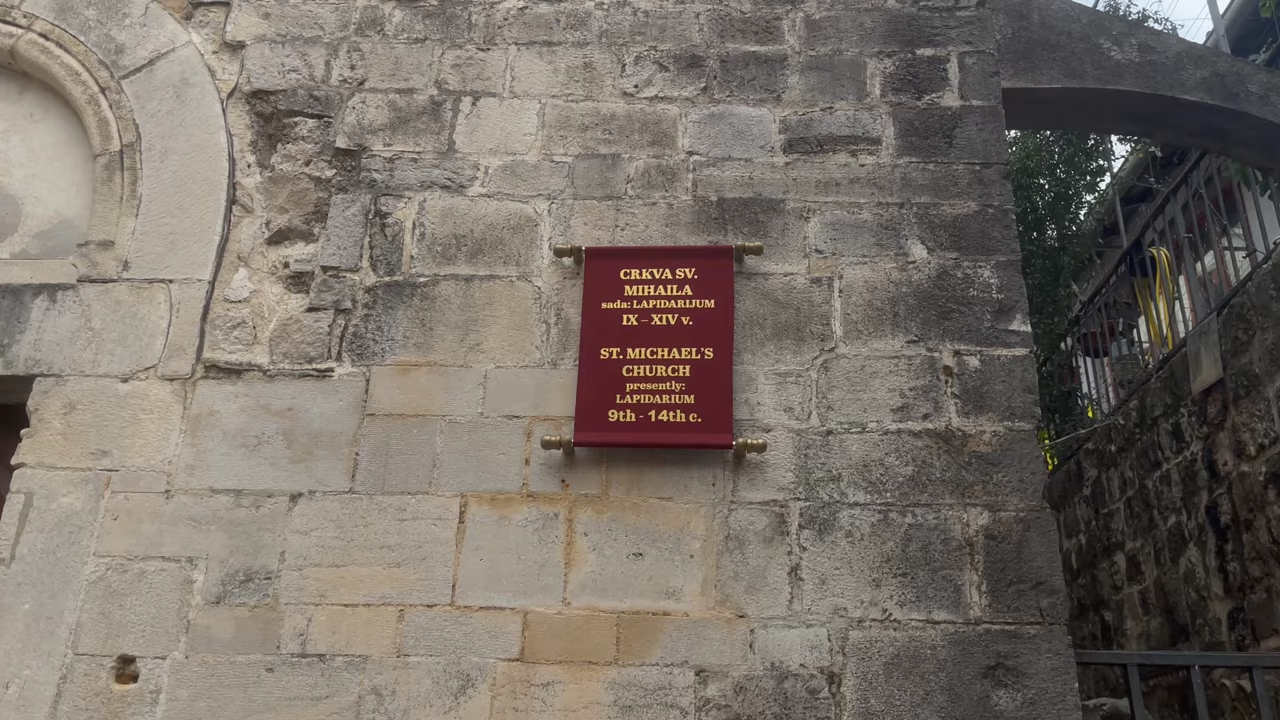 CRKVA SV.
MIHAILA
sada: LAPIDARIJUM
IX – XIV v.
ST. MICHAEL'S
CHURCH
presently:
LAPIDARIUM
9th - 14th c.